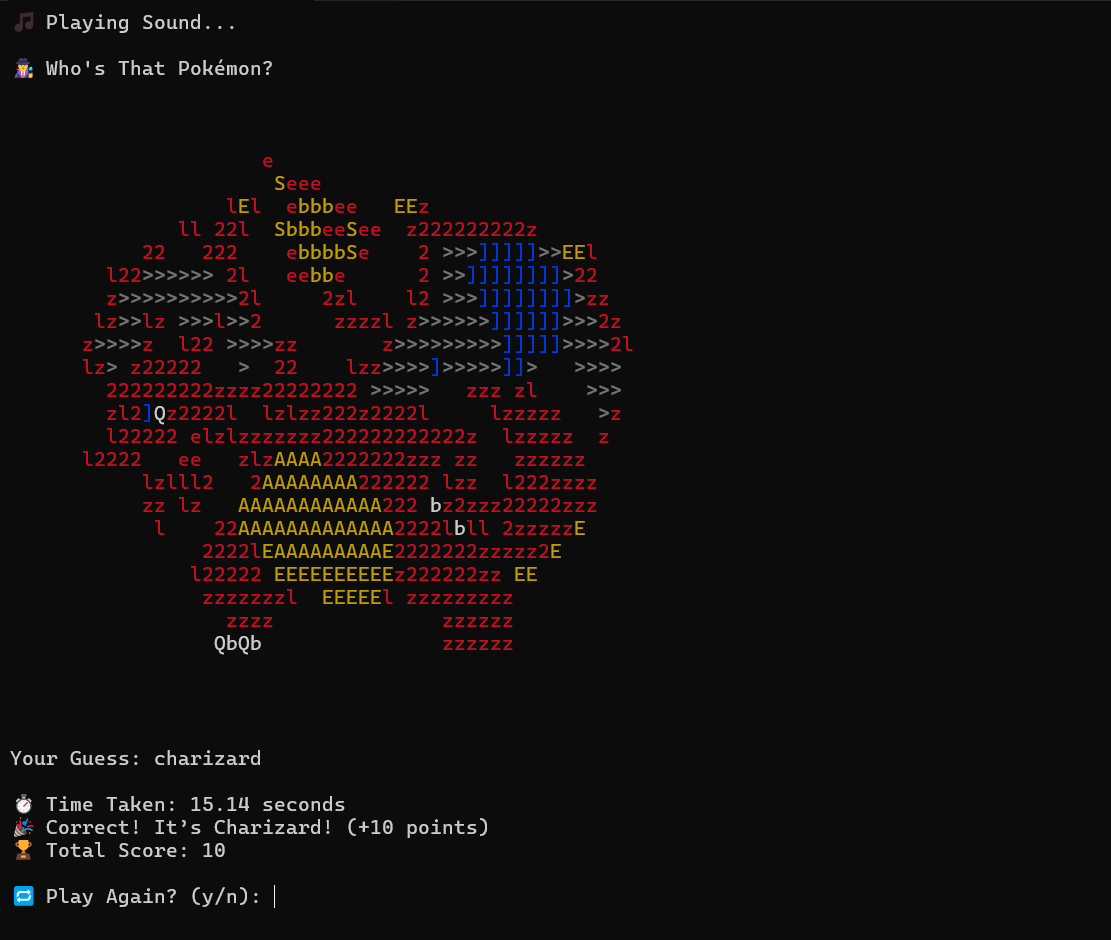 🎵 Playing Sound...
🕵️ Who's That Pokémon?
                     e
                      Seee
                  lEl  ebbbee   EEz
              ll 22l  SbbbeeSee  z2222222222z
           22   222    ebbbbSe    2 >>>]]]]]>>EEl
        l22>>>>>> 2l   eebbe      2 >>]]]]]]]]>22
        z>>>>>>>>>>2l     2zl    l2 >>>]]]]]]]]>zz
       lz>>lz >>>l>>2      zzzzl z>>>>>>]]]]]]>>>2z
      z>>>>z  l22 >>>>zz       z>>>>>>>>>]]]]]>>>>2l
      lz> z22222   >  22    lzz>>>>]>>>>>]]>   >>>>
        222222222zzzz22222222 >>>>>   zzz zl    >>>
        zl2]Qz2222l  lzlzz222z2222l     lzzzzz   >z
        l22222 elzlzzzzzzz222222222222z  lzzzzz  z
      l2222   ee   zlzAAAA2222222zzz zz   zzzzzz
           lzlll2   2AAAAAAAA222222 lzz  l222zzzz
           zz lz   AAAAAAAAAAAA222 bz2zzz22222zzz
            l    22AAAAAAAAAAAAA2222lbll 2zzzzzE
                2222lEAAAAAAAAAE2222222zzzzz2E
               l22222 EEEEEEEEEEz222222zz EE
                zzzzzzzl  EEEEEl zzzzzzzzz
                  zzzz              zzzzzz
                 QbQb               zzzzzz
Your Guess: charizard
⏱️ Time Taken: 15.14 seconds
🎉 Correct! It’s Charizard! (+10 points)
🏆 Total Score: 10
🔁 Play Again? (y/n):